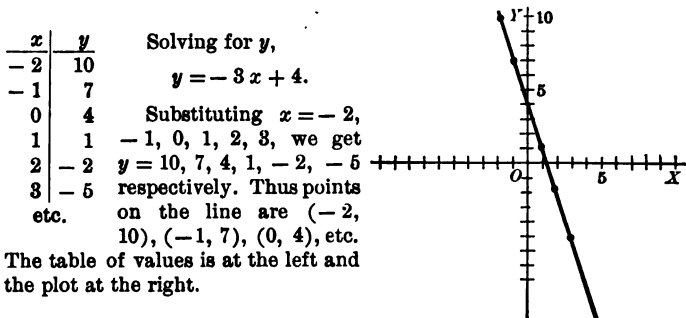 x y
− 2 10
− 1 7
0 4
1 1
2 − 2
3 − 5
etc.
Solving for y,
y = − 3 x + 4.
Substituting x = − 2,
− 1, 0, 1, 2, 3, we get
y = 10, 7, 4, 1, − 2, − 5
respectively. Thus points
on the line are (− 2,
10), (−1, 7), (0, 4), etc.
The table of values is at the left and
the plot at the right.
Y 10
5
O 5 X